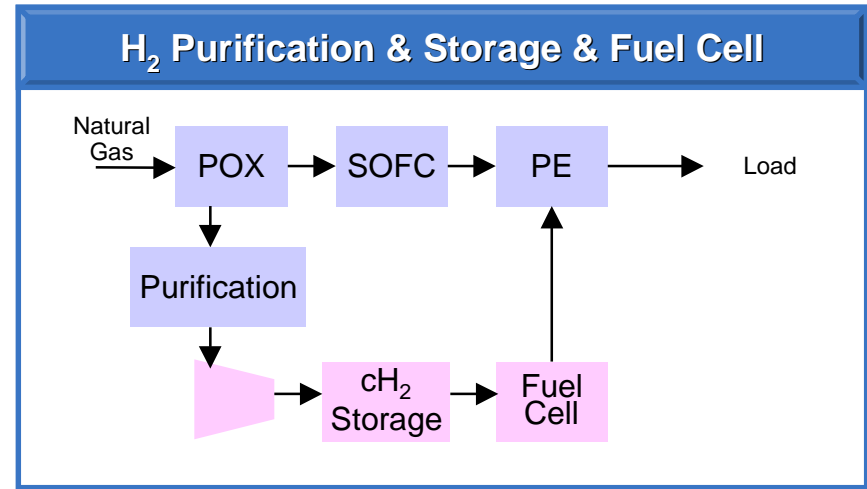 H₂ Purification & Storage & Fuel Cell
Natural
Gas
POX
SOFC
PE
Load
Purification
cH₂
Storage
Fuel
Cell